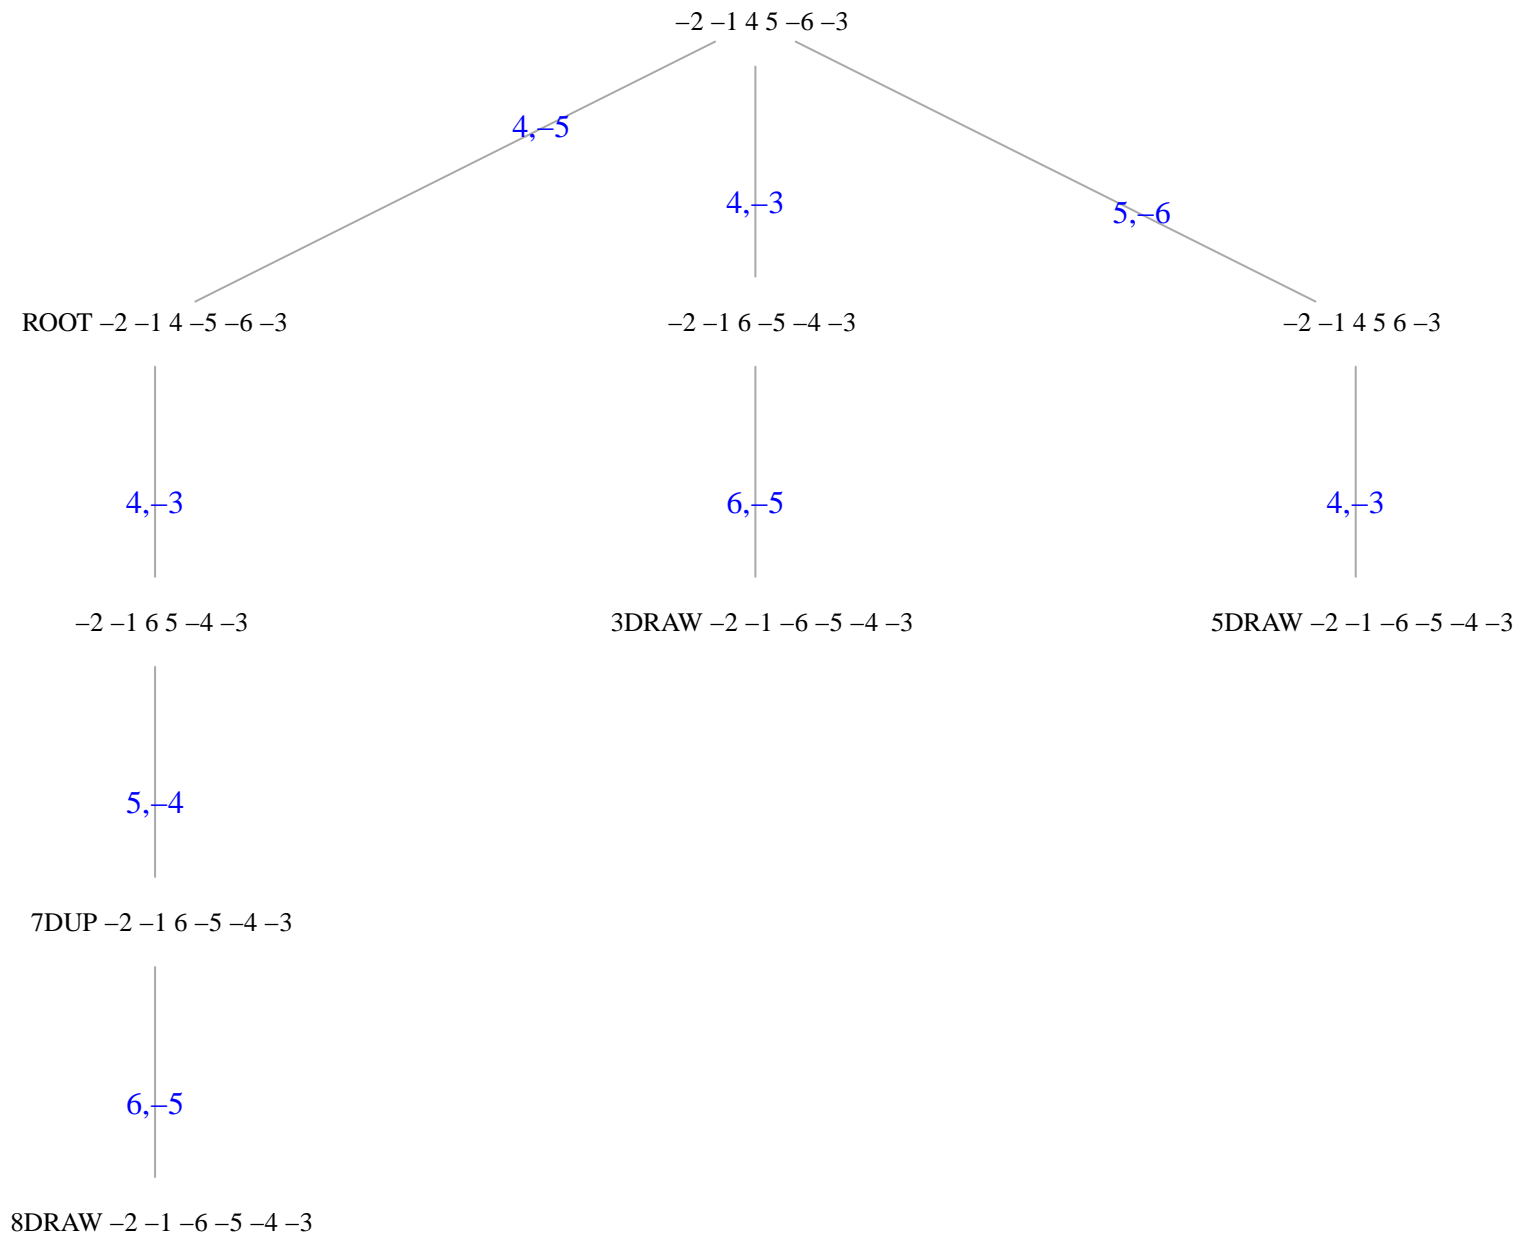 –2 –1 4 5 –6 –3
4,–5
4,–3
5,–6
ROOT –2 –1 4 –5 –6 –3
–2 –1 6 –5 –4 –3
–2 –1 4 5 6 –3
4,–3
6,–5
4,–3
–2 –1 6 5 –4 –3
3DRAW –2 –1 –6 –5 –4 –3
5DRAW –2 –1 –6 –5 –4 –3
5,–4
7DUP –2 –1 6 –5 –4 –3
6,–5
8DRAW –2 –1 –6 –5 –4 –3